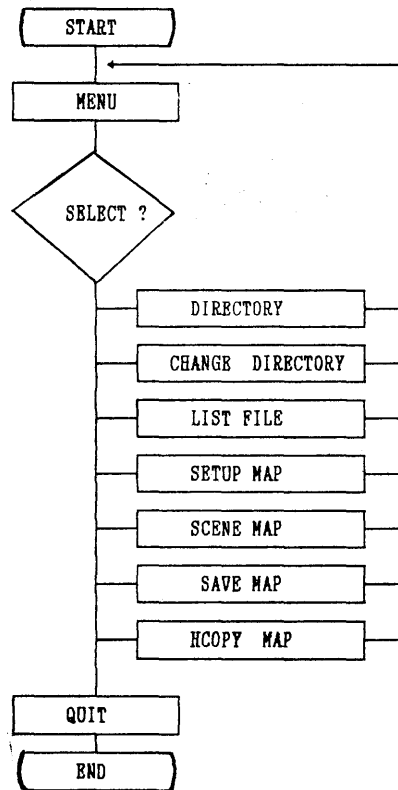 START
MENU
SELECT ?
DIRECTORY
CHANGE DIRECTORY
LIST FILE
SETUP MAP
SCENE MAP
SAVE MAP
HCOPY MAP
QUIT
END